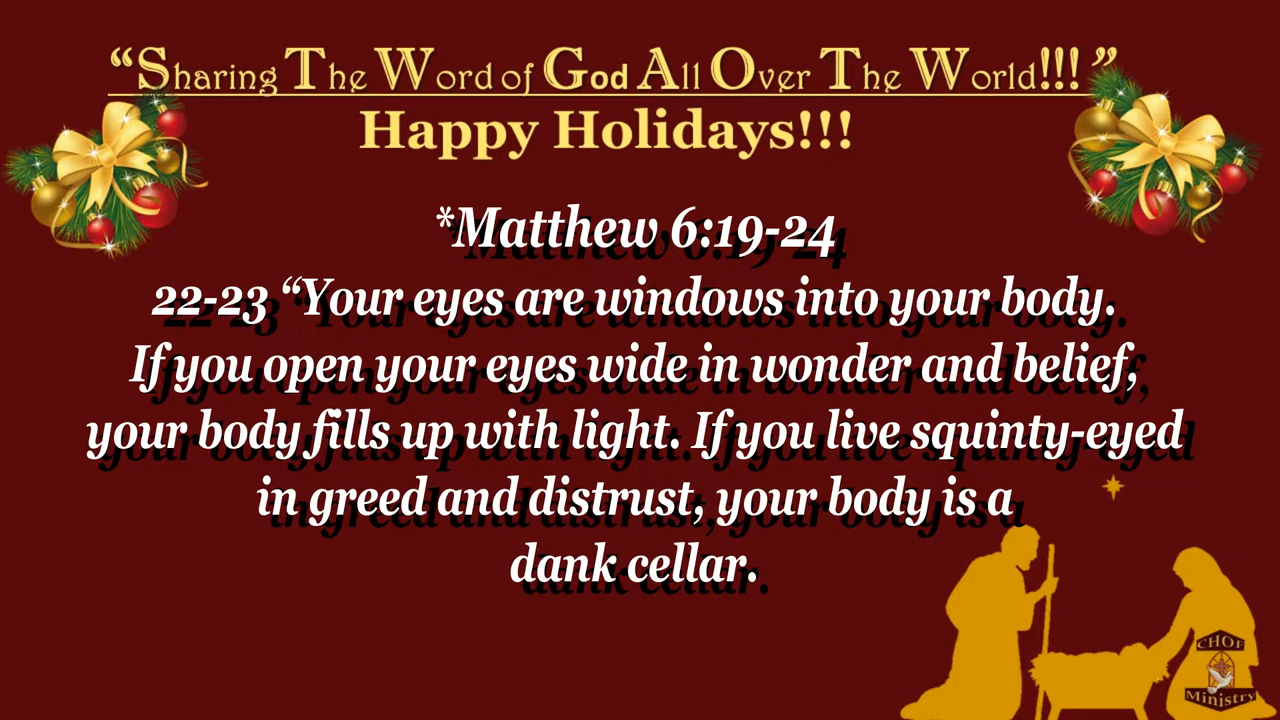 “Sharing The Word of God All Over The World!!!”
Happy Holidays!!!
*Matthew 6:19-24
22-23 “Your eyes are windows into your body.
If you open your eyes wide in wonder and belief,
your body fills up with light. If you live squinty-eyed
in greed and distrust, your body is a
dank cellar.
CHOF
Ministry